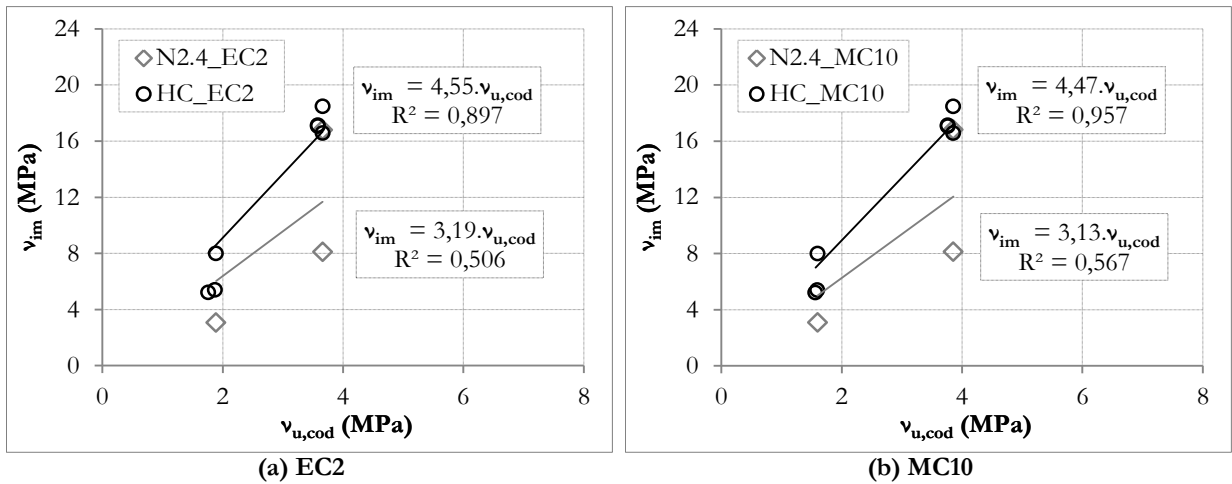 24
20
16
12
8
4
0
ν_im (MPa)
N2.4_EC2
HC_EC2
ν_im = 4,55.ν_u,cod
R² = 0,897
ν_im = 3,19.ν_u,cod
R² = 0,506
0 2 4 6 8
ν_u,cod (MPa)
(a) EC2
24
20
16
12
8
4
0
ν_im (MPa)
N2.4_MC10
HC_MC10
ν_im = 4,47.ν_u,cod
R² = 0,957
ν_im = 3,13.ν_u,cod
R² = 0,567
0 2 4 6 8
ν_u,cod (MPa)
(b) MC10